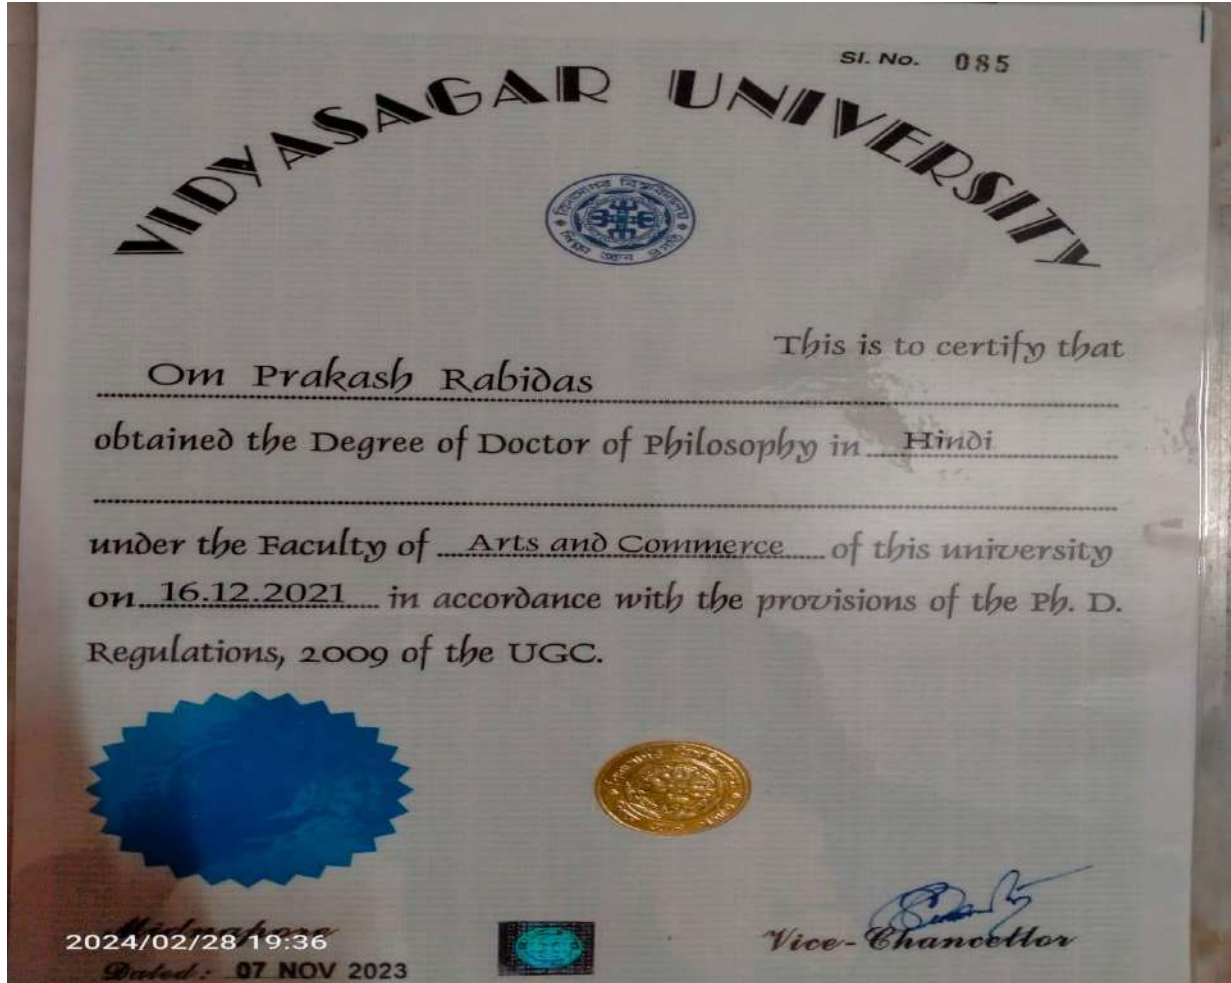 Sl. No. 085
VIDYASAGAR UNIVERSITY
This is to certify that
Om Prakash Rabidas
obtained the Degree of Doctor of Philosophy in Hindi
under the Faculty of Arts and Commerce of this university
on 16.12.2021 in accordance with the provisions of the Ph. D.
Regulations, 2009 of the UGC.
Midnapore
2024/02/28 19:36
Vice-Chancellor
Dated: 07 NOV 2023